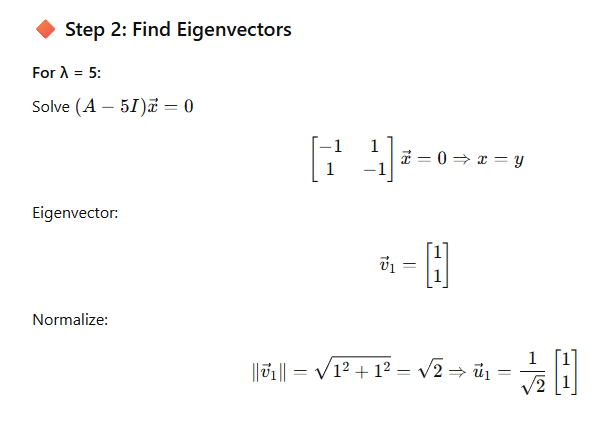 🔶 Step 2: Find Eigenvectors
For λ = 5:
Solve $(A - 5I)\vec{x} = 0$
$\begin{bmatrix} -1 & 1 \\ 1 & -1 \end{bmatrix} \vec{x} = 0 \Rightarrow x = y$
Eigenvector:
$\vec{v}_1 = \begin{bmatrix} 1 \\ 1 \end{bmatrix}$
Normalize:
$\|\vec{v}_1\| = \sqrt{1^2 + 1^2} = \sqrt{2} \Rightarrow \vec{u}_1 = \frac{1}{\sqrt{2}} \begin{bmatrix} 1 \\ 1 \end{bmatrix}$